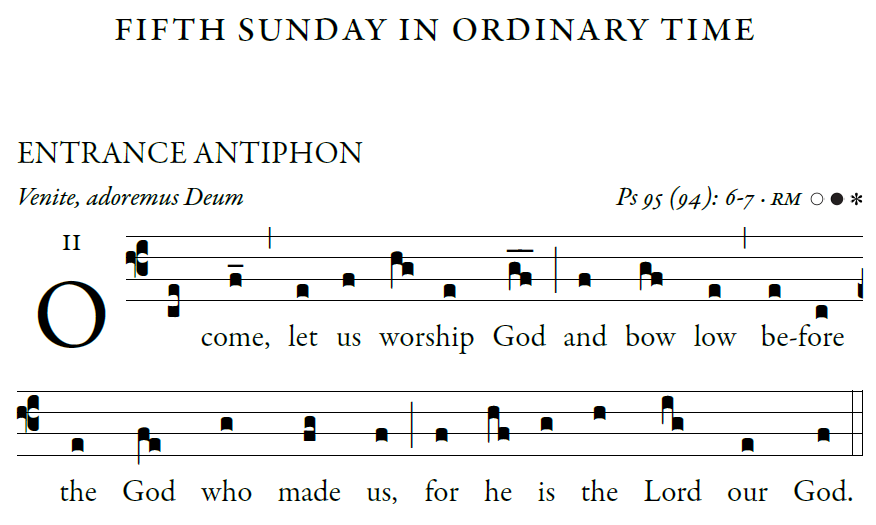 FIFTH SUNDAY IN ORDINARY TIME
ENTRANCE ANTIPHON
Venite, adoremus Deum
Ps 95 (94): 6-7 · RM ○ ● *
II
O come, let us worship God and bow low be-fore
the God who made us, for he is the Lord our God.